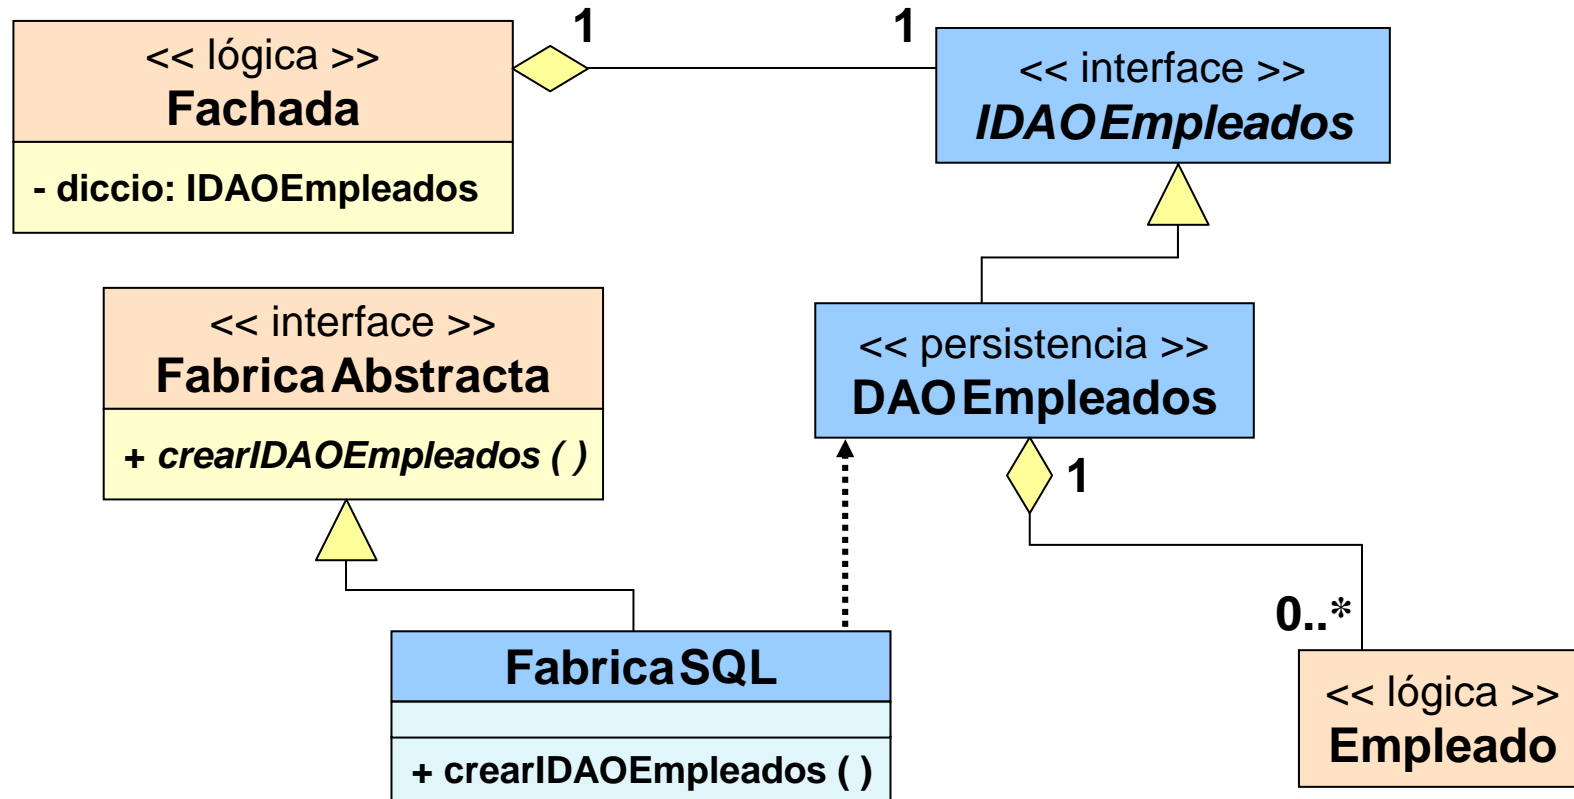 << lógica >>
Fachada
- diccio: IDAOEmpleados
1
1
<< interface >>
IDAOEmpleados
<< interface >>
FabricaAbstracta
+ crearIDAOEmpleados ( )
<< persistencia >>
DAOEmpleados
1
0..*
FabricaSQL
+ crearIDAOEmpleados ( )
<< lógica >>
Empleado